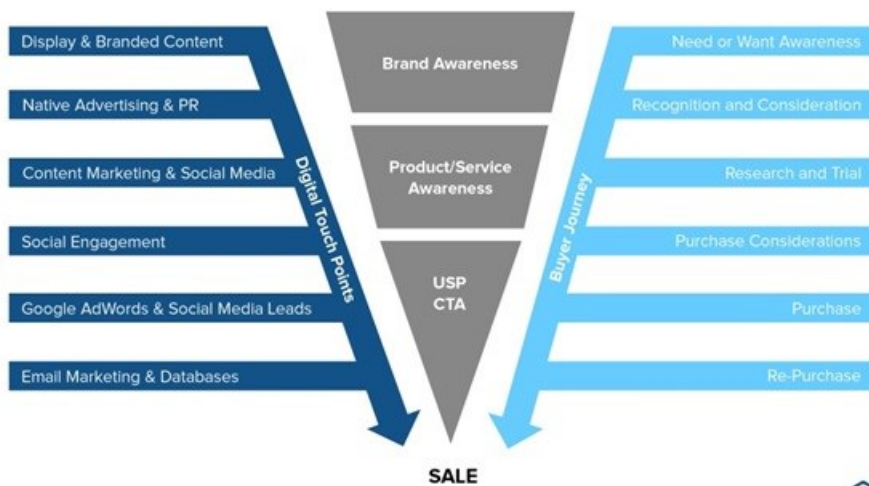 Display & Branded Content
Native Advertising & PR
Content Marketing & Social Media
Social Engagement
Google AdWords & Social Media Leads
Email Marketing & Databases
Digital Touch Points
Brand Awareness
Product/Service
Awareness
USP
CTA
SALE
Buyer Journey
Need or Want Awareness
Recognition and Consideration
Research and Trial
Purchase Considerations
Purchase
Re-Purchase